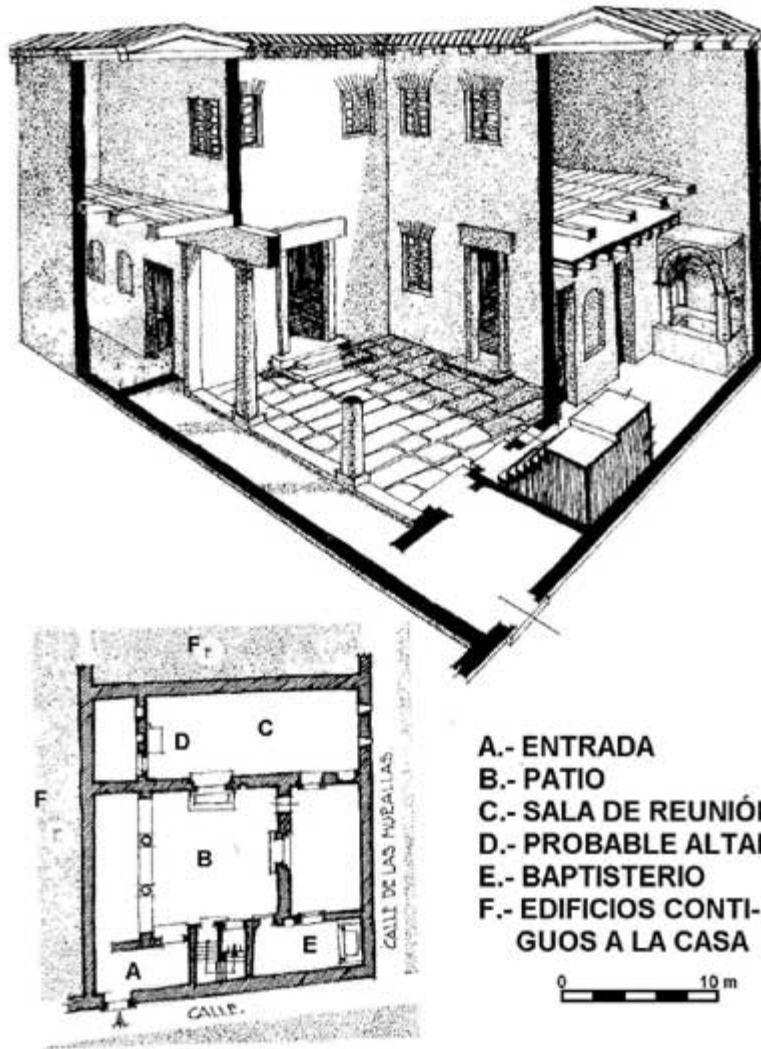 F.
D
C
F
B
CALLE DE LAS MURALLAS
E
A
CALLE.
A.- ENTRADA
B.- PATIO
C.- SALA DE REUNIÓ
D.- PROBABLE ALTA
E.- BAPTISTERIO
F.- EDIFICIOS CONTI-
GUOS A LA CASA
0 10 m